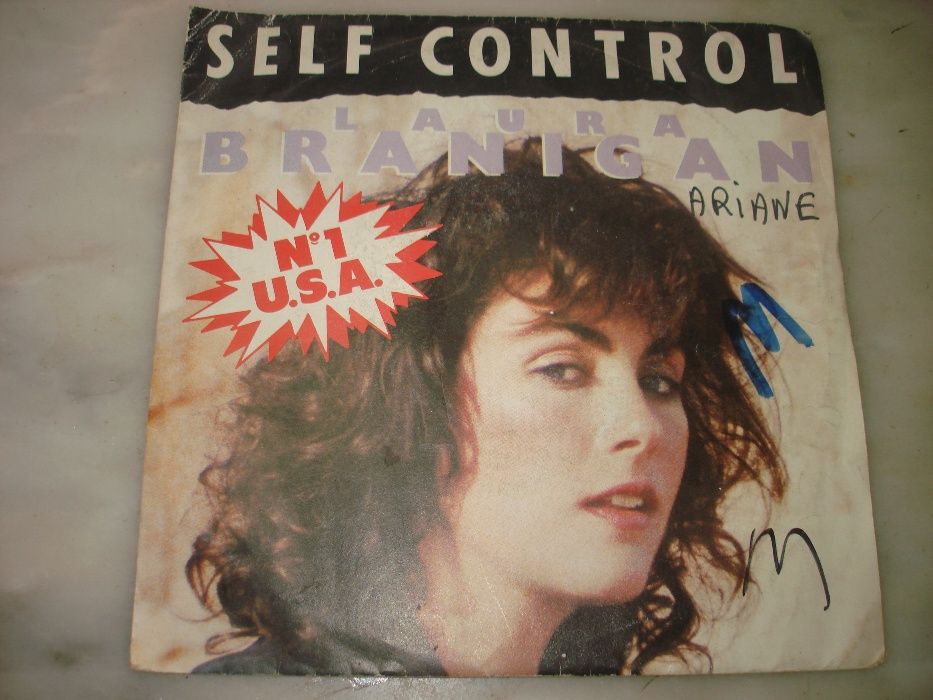 SELF CONTROL
LAURA
BRANIGAN
ARiANE
Nº1
U.S.A.
M
M